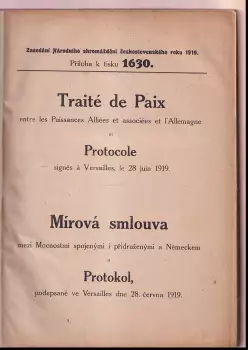 Zasedání Národního shromáždění československého roku 1919.
Příloha k tisku 1630.
Traité de Paix
entre les Puissances Alliées et associées et l'Allemagne
et
Protocole
signés à Versailles, le 28 juin 1919.
Mírová smlouva
mezi Mocnostmi spojenými i přidruženými a Německem
a
Protokol,
podepsané ve Versailles dne 28. června 1919.